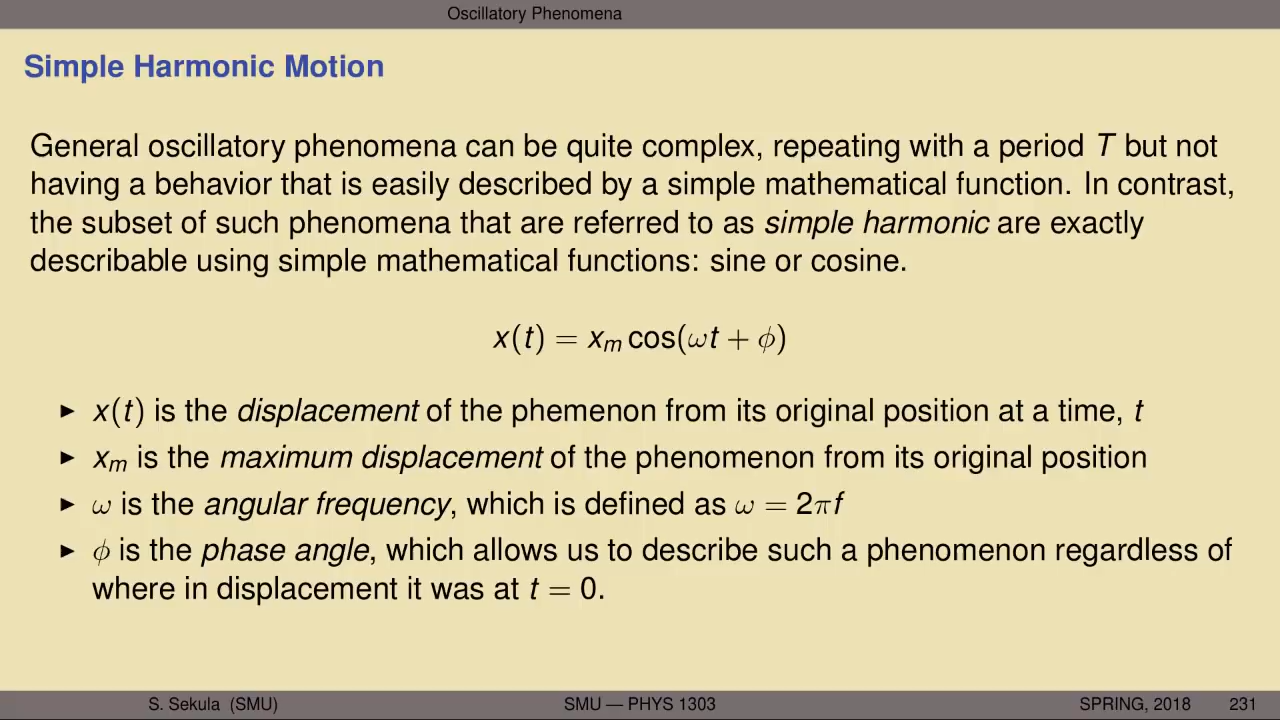 Oscillatory Phenomena
Simple Harmonic Motion
General oscillatory phenomena can be quite complex, repeating with a period T but not
having a behavior that is easily described by a simple mathematical function. In contrast,
the subset of such phenomena that are referred to as simple harmonic are exactly
describable using simple mathematical functions: sine or cosine.
x(t) = xₘ cos(ωt + ϕ)
▶ x(t) is the displacement of the phemenon from its original position at a time, t
▶ xₘ is the maximum displacement of the phenomenon from its original position
▶ ω is the angular frequency, which is defined as ω = 2πf
▶ ϕ is the phase angle, which allows us to describe such a phenomenon regardless of
where in displacement it was at t = 0.
S. Sekula (SMU) SMU — PHYS 1303 SPRING, 2018 231